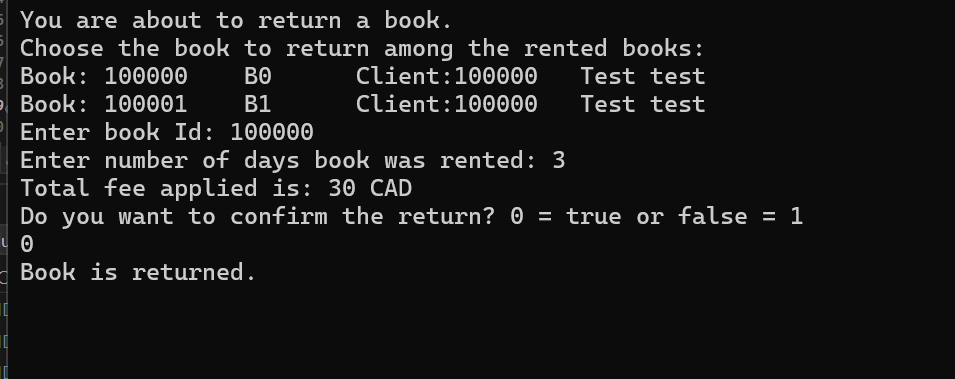 You are about to return a book.
Choose the book to return among the rented books:
Book: 100000    B0      Client:100000   Test test
Book: 100001    B1      Client:100000   Test test
Enter book Id: 100000
Enter number of days book was rented: 3
Total fee applied is: 30 CAD
Do you want to confirm the return? 0 = true or false = 1
0
Book is returned.